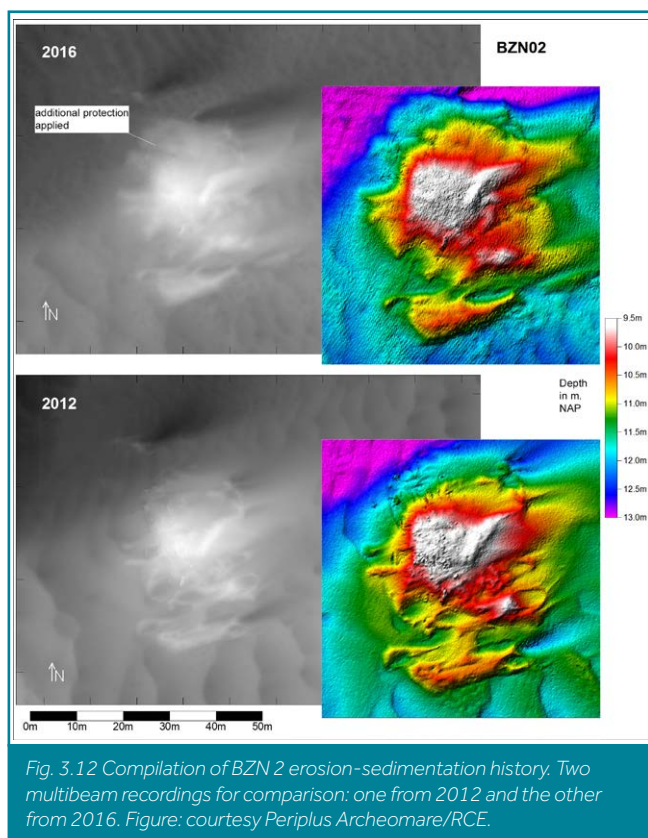 2016
BZN02
additional protection
applied
N
9.5m
10.0m
10.5m
11.0m
11.5m
12.0m
12.5m
13.0m
Depth
in m.
NAP
2012
N
0m 10m 20m 30m 40m 50m
Fig. 3.12 Compilation of BZN 2 erosion-sedimentation history. Two
multibeam recordings for comparison: one from 2012 and the other
from 2016. Figure: courtesy Periplus Archeomare/RCE.